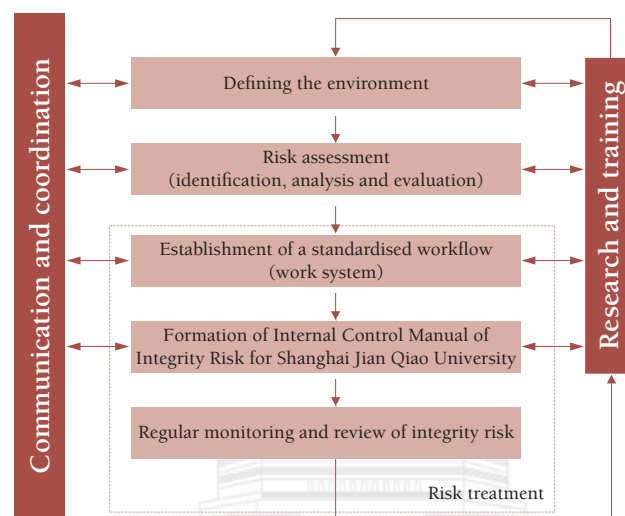 Communication and coordination
Defining the environment
Risk assessment
(identification, analysis and evaluation)
Establishment of a standardised workflow
(work system)
Formation of Internal Control Manual of
Integrity Risk for Shanghai Jian Qiao University
Regular monitoring and review of integrity risk
Risk treatment
Research and training